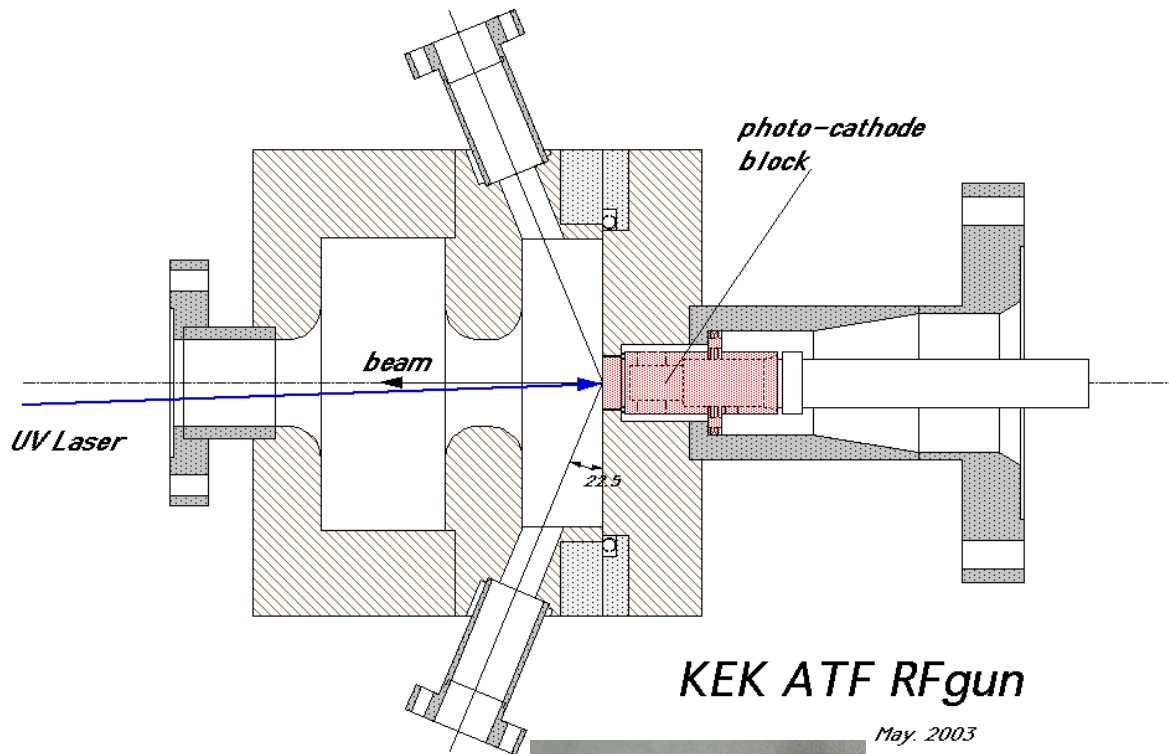 photo-cathode
block
beam
UV Laser
22.5
KEK ATF RFgun
May. 2003